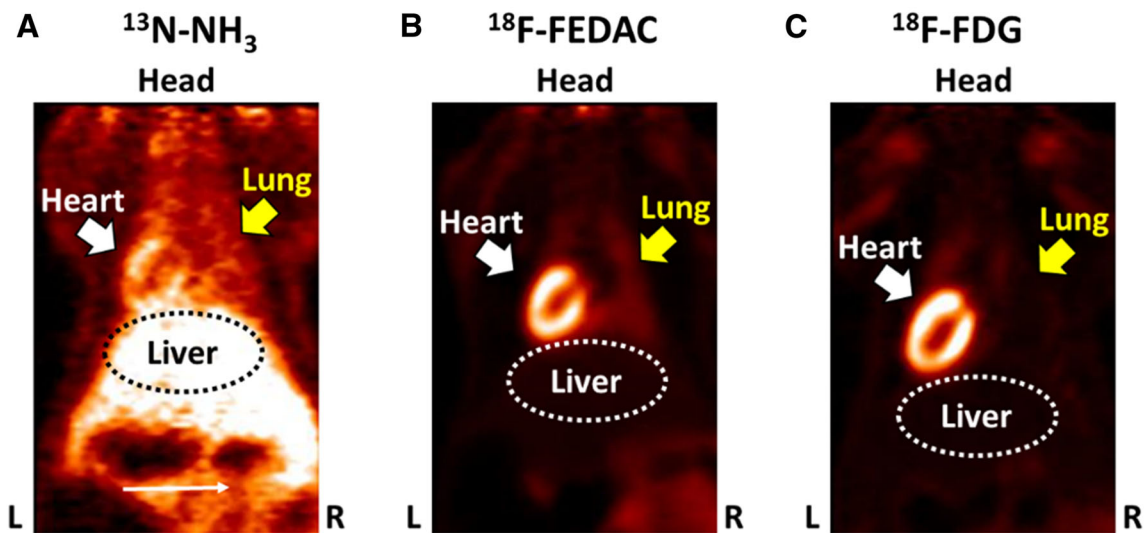 A
¹³N-NH₃
Head
Heart
Lung
Liver
L
R
B
¹⁸F-FEDAC
Head
Heart
Lung
Liver
L
R
C
¹⁸F-FDG
Head
Heart
Lung
Liver
L
R